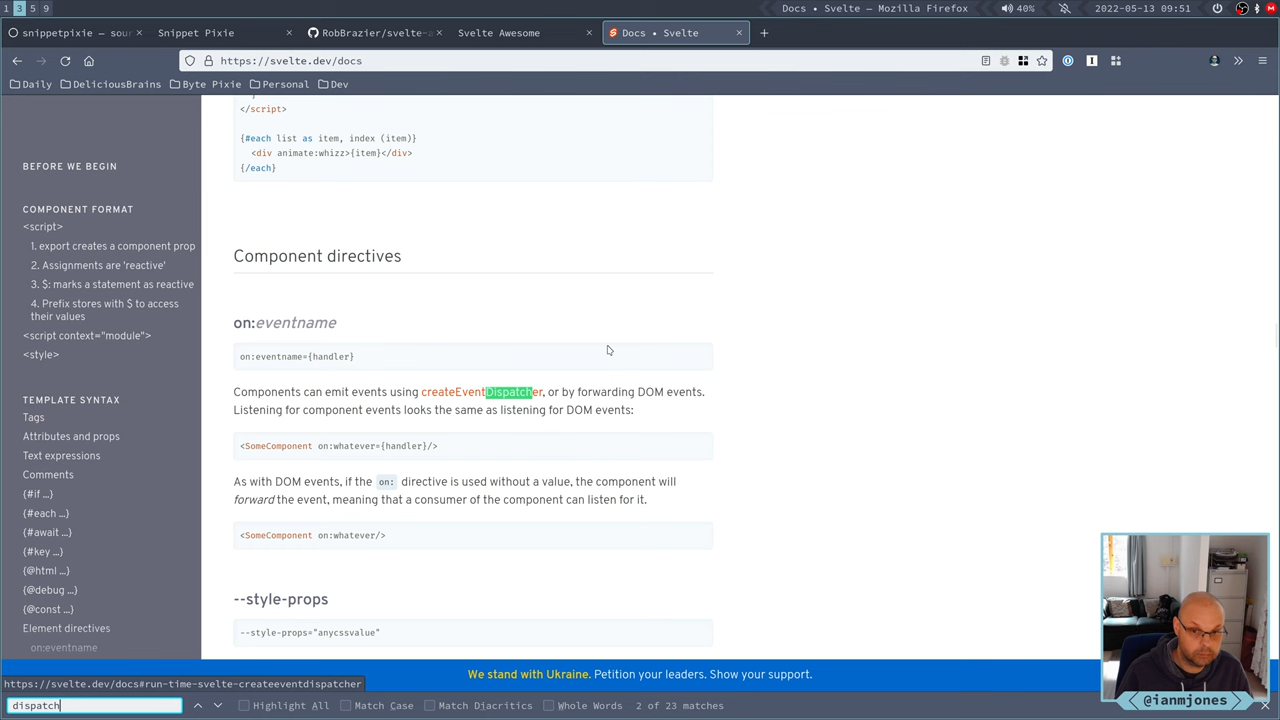 1 3 5 9
Docs • Svelte — Mozilla Firefox
40%
2022-05-13 09:51
snippetpixie — sour
Snippet Pixie
RobBrazier/svelte-a
Svelte Awesome
Docs • Svelte
https://svelte.dev/docs
Daily
DeliciousBrains
Byte Pixie
Personal
Dev
BEFORE WE BEGIN
COMPONENT FORMAT
<script>
1. export creates a component prop
2. Assignments are 'reactive'
3. $: marks a statement as reactive
4. Prefix stores with $ to access
their values
<script context="module">
<style>
TEMPLATE SYNTAX
Tags
Attributes and props
Text expressions
Comments
{#if ...}
{#each ...}
{#await ...}
{#key ...}
{@html ...}
{@debug ...}
{@const ...}
Element directives
on:eventname
</script>
{#each list as item, index (item)}
<div animate:whizz>{item}</div>
{/each}
Component directives
on:eventname
on:eventname={handler}
Components can emit events using createEventDispatcher, or by forwarding DOM events.
Listening for component events looks the same as listening for DOM events:
<SomeComponent on:whatever={handler}/>
As with DOM events, if the on: directive is used without a value, the component will
forward the event, meaning that a consumer of the component can listen for it.
<SomeComponent on:whatever/>
--style-props
--style-props="anycssvalue"
We stand with Ukraine. Petition your leaders. Show your support.
https://svelte.dev/docs#run-time-svelte-createeventdispatcher
dispatch
Highlight All
Match Case
Match Diacritics
Whole Words
2 of 23 matches
@ianmjones